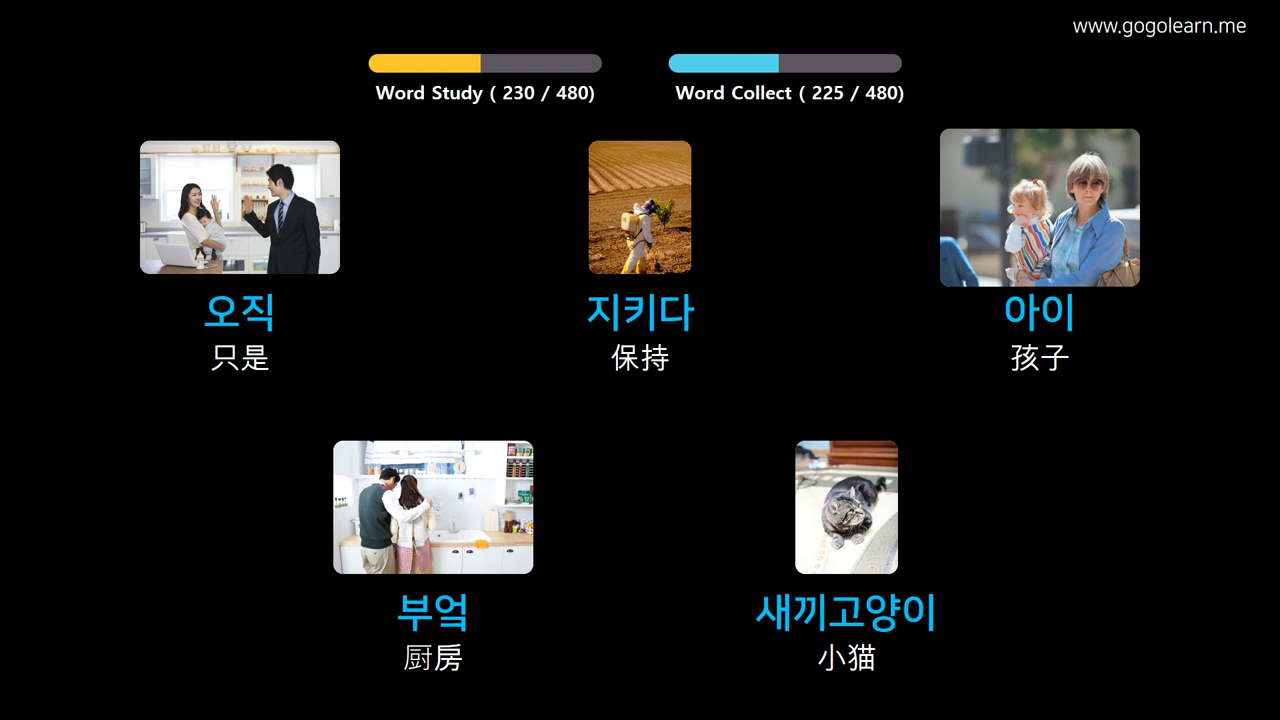 www.gogolearn.me
Word Study ( 230 / 480)
Word Collect ( 225 / 480)
오직
只是
지키다
保持
아이
孩子
부엌
厨房
새끼고양이
小猫